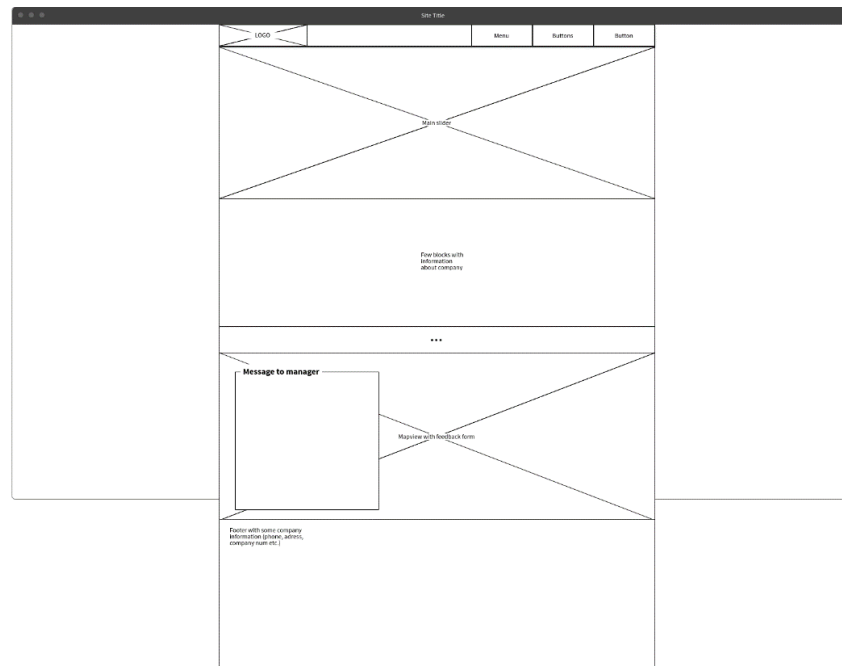 Site Title
LOGO
Menu
Buttons
Button
Main slider
Few blocks with
information
about company
...
Message to manager
Mapview with feedback form
Footer with some company
information (phone, adress,
company num etc.)